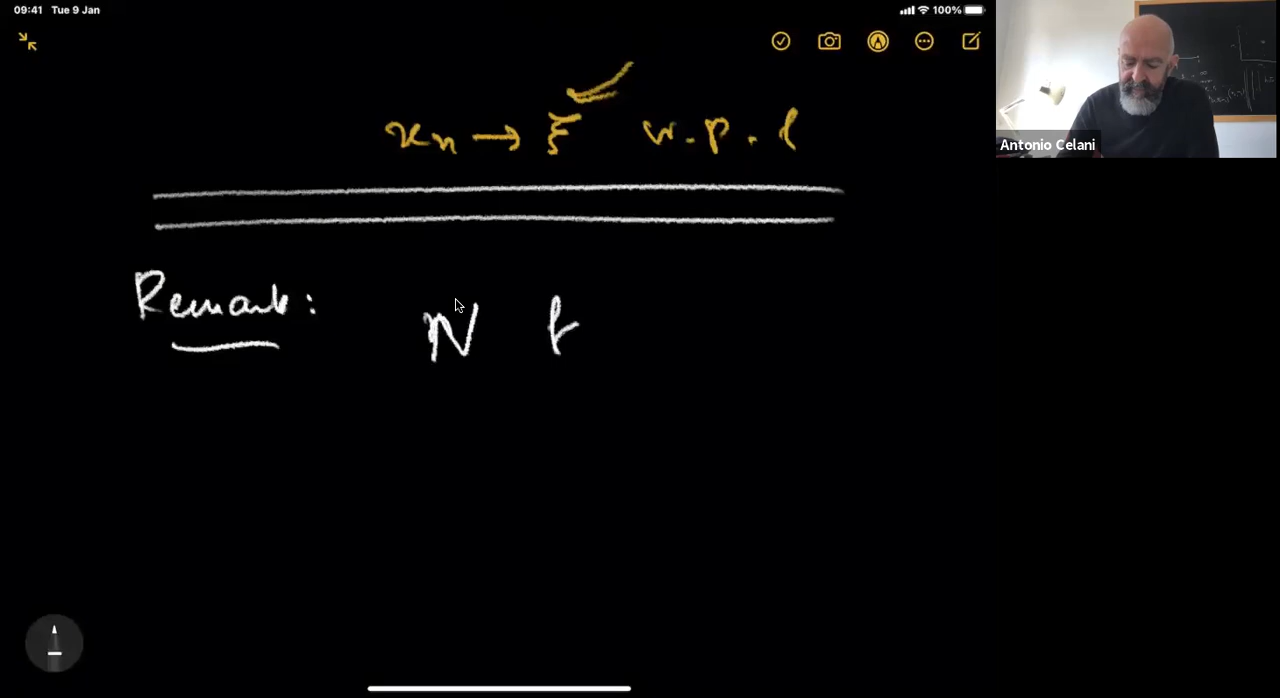 09:41 Tue 9 Jan 100%
xn → ξ w.p.1
Antonio Celani
Remark: N